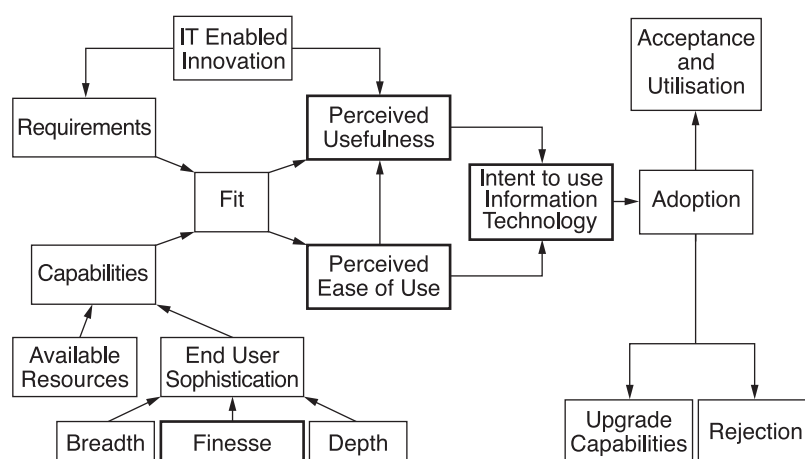 IT Enabled
Innovation
Acceptance
and
Utilisation
Requirements
Perceived
Usefulness
Fit
Intent to use
Information
Technology
Adoption
Capabilities
Perceived
Ease of Use
Available
Resources
End User
Sophistication
Breadth
Finesse
Depth
Upgrade
Capabilities
Rejection